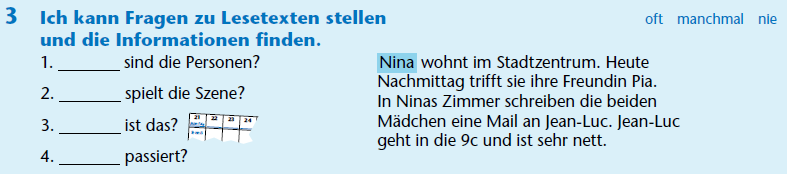 3 Ich kann Fragen zu Lesetexten stellen
und die Informationen finden.
oft manchmal nie
1. _______ sind die Personen?
2. _______ spielt die Szene?
3. _______ ist das?
21 22 23 24
4. _______ passiert?
Nina wohnt im Stadtzentrum. Heute
Nachmittag trifft sie ihre Freundin Pia.
In Ninas Zimmer schreiben die beiden
Mädchen eine Mail an Jean-Luc. Jean-Luc
geht in die 9c und ist sehr nett.